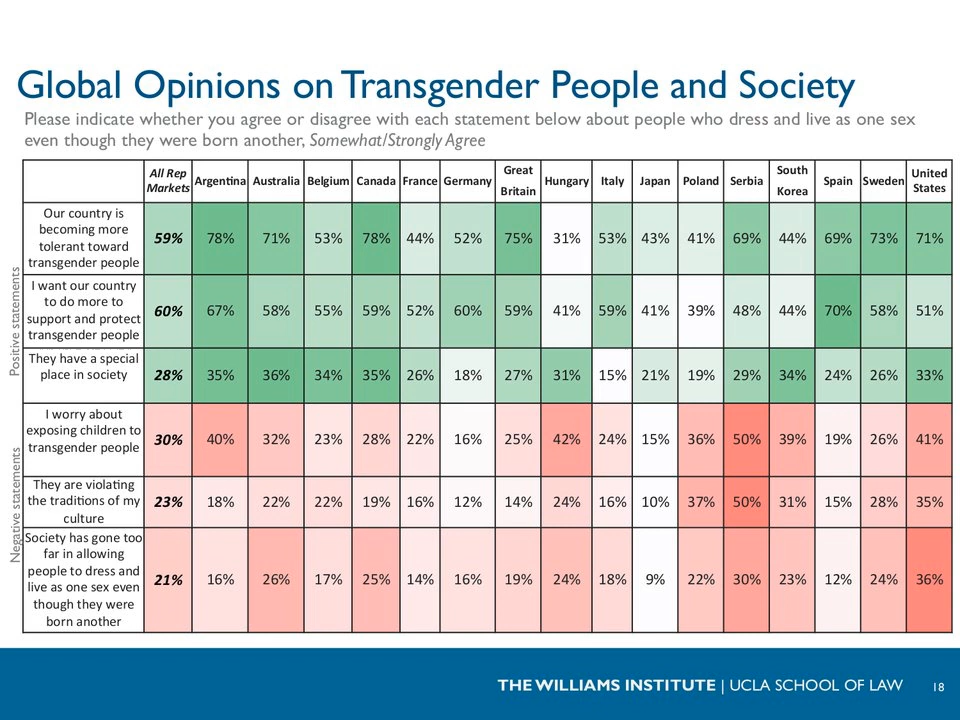 Global Opinions on Transgender People and Society
Please indicate whether you agree or disagree with each statement below about people who dress and live as one sex
even though they were born another, Somewhat/Strongly Agree
All Rep Markets Argentina Australia Belgium Canada France Germany Great Britain Hungary Italy Japan Poland Serbia South Korea Spain Sweden United States
Positive statements
Our country is
becoming more
tolerant toward
transgender people
59% 78% 71% 53% 78% 44% 52% 75% 31% 53% 43% 41% 69% 44% 69% 73% 71%
I want our country
to do more to
support and protect
transgender people
60% 67% 58% 55% 59% 52% 60% 59% 41% 59% 41% 39% 48% 44% 70% 58% 51%
They have a special
place in society
28% 35% 36% 34% 35% 26% 18% 27% 31% 15% 21% 19% 29% 34% 24% 26% 33%
Negative statements
I worry about
exposing children to
transgender people
30% 40% 32% 23% 28% 22% 16% 25% 42% 24% 15% 36% 50% 39% 19% 26% 41%
They are violating
the traditions of my
culture
23% 18% 22% 22% 19% 16% 12% 14% 24% 16% 10% 37% 50% 31% 15% 28% 35%
Society has gone too
far in allowing
people to dress and
live as one sex even
though they were
born another
21% 16% 26% 17% 25% 14% 16% 19% 24% 18% 9% 22% 30% 23% 12% 24% 36%
THE WILLIAMS INSTITUTE | UCLA SCHOOL OF LAW 18